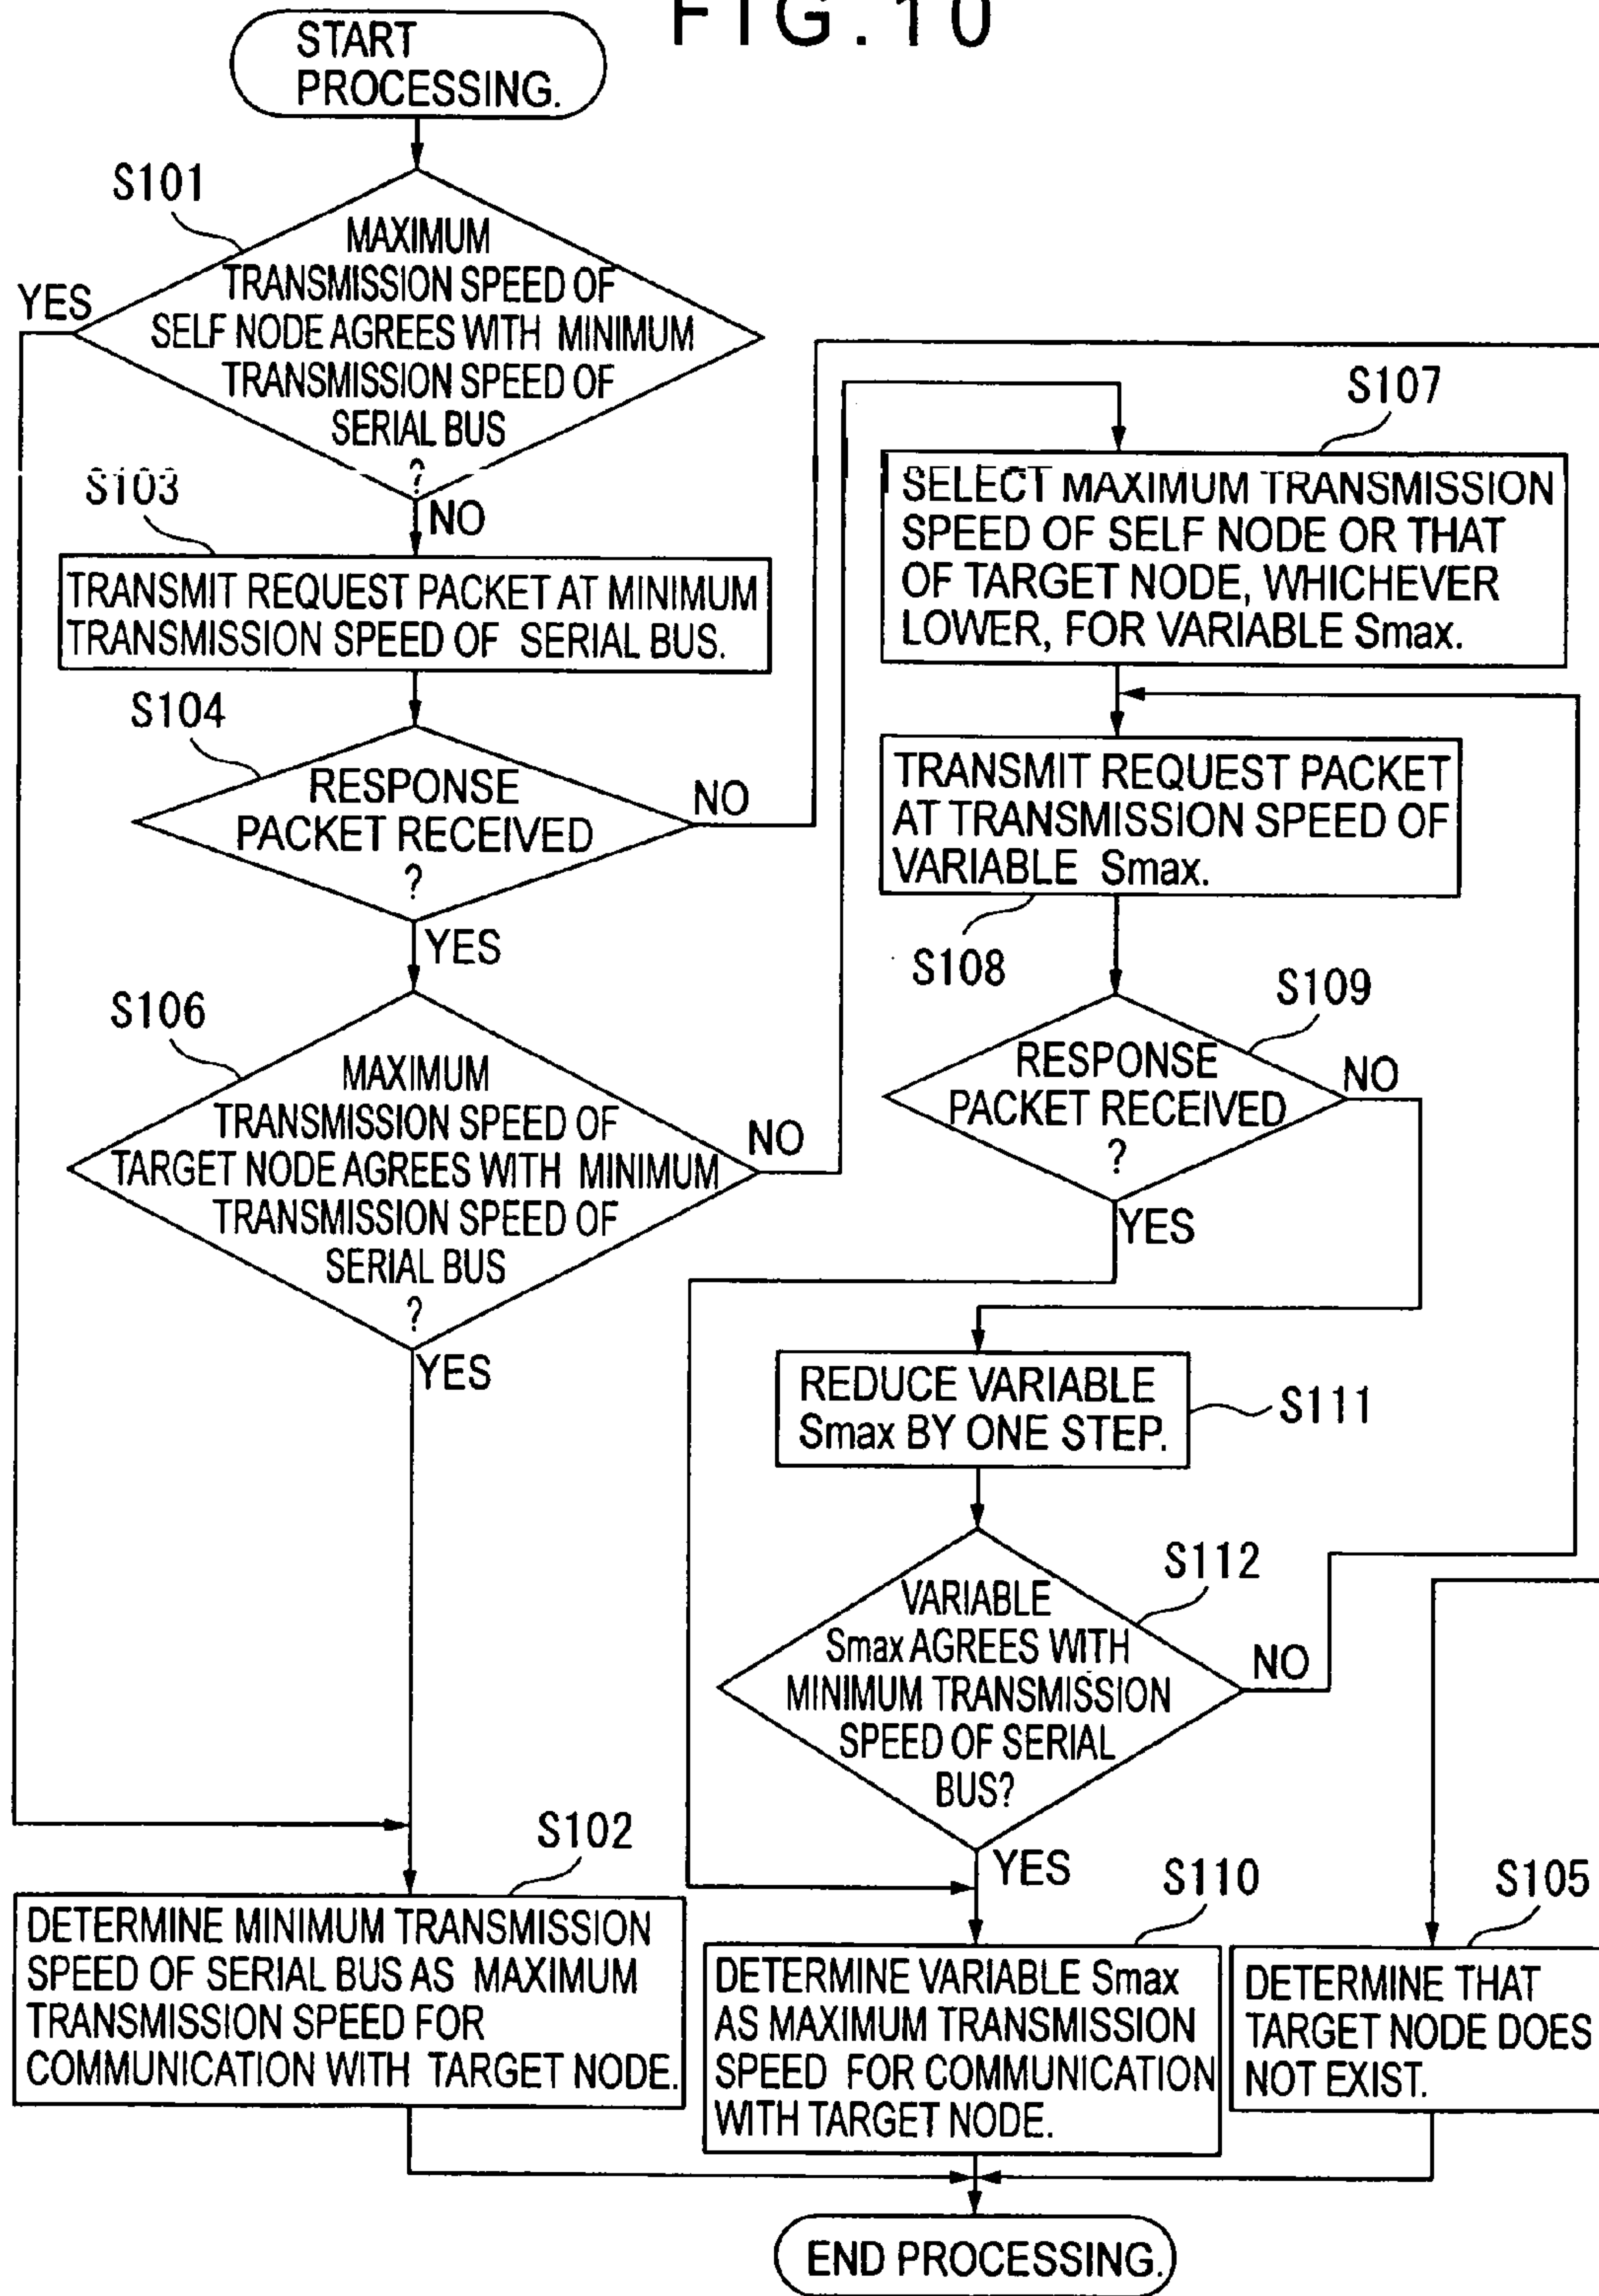 FIG.10
START
PROCESSING.
S101
MAXIMUM
TRANSMISSION SPEED OF
SELF NODE AGREES WITH MINIMUM
TRANSMISSION SPEED OF
SERIAL BUS
?
YES
NO
S103
TRANSMIT REQUEST PACKET AT MINIMUM
TRANSMISSION SPEED OF SERIAL BUS.
S104
RESPONSE
PACKET RECEIVED
?
NO
YES
S106
MAXIMUM
TRANSMISSION SPEED OF
TARGET NODE AGREES WITH MINIMUM
TRANSMISSION SPEED OF
SERIAL BUS
?
NO
YES
S102
DETERMINE MINIMUM TRANSMISSION
SPEED OF SERIAL BUS AS MAXIMUM
TRANSMISSION SPEED FOR
COMMUNICATION WITH TARGET NODE.
S107
SELECT MAXIMUM TRANSMISSION
SPEED OF SELF NODE OR THAT
OF TARGET NODE, WHICHEVER
LOWER, FOR VARIABLE Smax.
TRANSMIT REQUEST PACKET
AT TRANSMISSION SPEED OF
VARIABLE Smax.
S108
S109
RESPONSE
PACKET RECEIVED
?
NO
YES
REDUCE VARIABLE
Smax BY ONE STEP.
S111
S112
VARIABLE
Smax AGREES WITH
MINIMUM TRANSMISSION
SPEED OF SERIAL
BUS?
NO
YES
S110
DETERMINE VARIABLE Smax
AS MAXIMUM TRANSMISSION
SPEED FOR COMMUNICATION
WITH TARGET NODE.
S105
DETERMINE THAT
TARGET NODE DOES
NOT EXIST.
END PROCESSING.